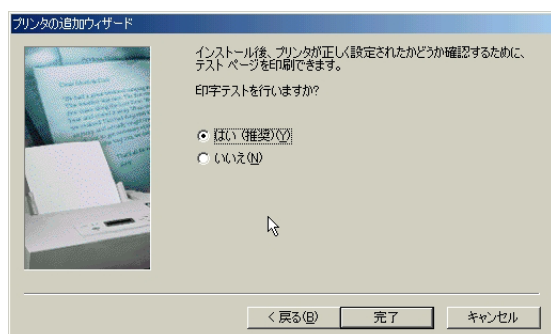 プリンタの追加ウィザード
インストール後、プリンタが正しく設定されたかどうか確認するために、
テスト ページを印刷できます。
印字テストを行いますか?
はい (推奨)(Y)
いいえ(N)
< 戻る(B)
完了
キャンセル